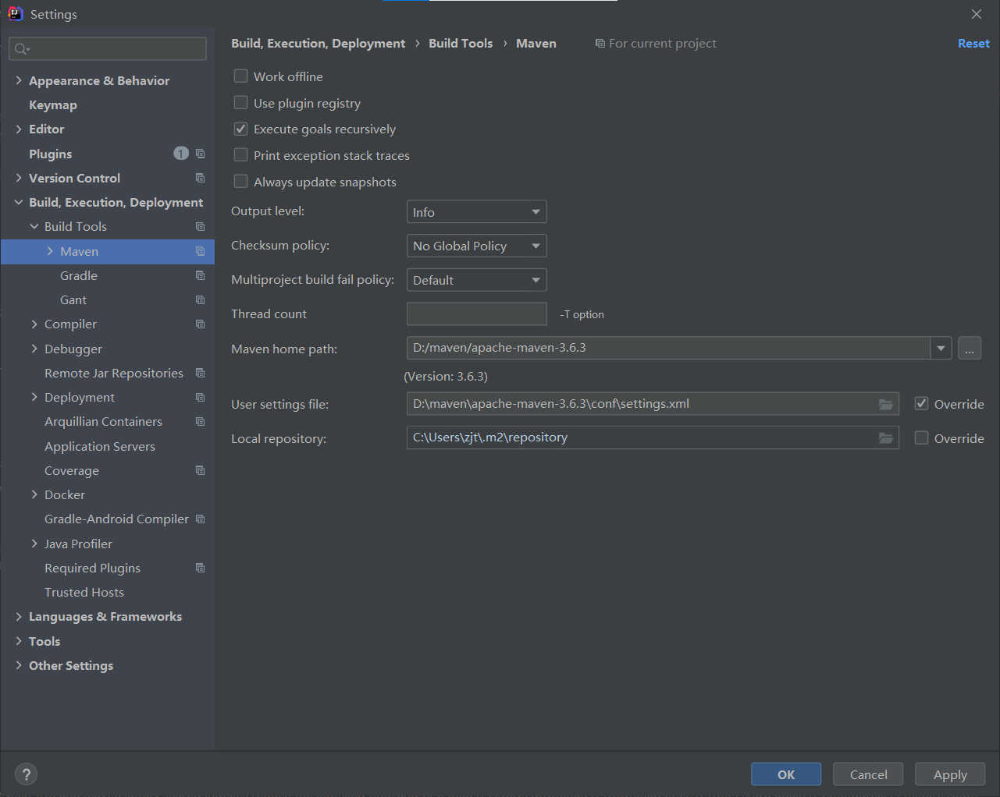 Settings
Build, Execution, Deployment › Build Tools › Maven For current project Reset
Appearance & Behavior
Keymap
Editor
Plugins 1
Version Control
Build, Execution, Deployment
Build Tools
Maven
Gradle
Gant
Compiler
Debugger
Remote Jar Repositories
Deployment
Arquillian Containers
Application Servers
Coverage
Docker
Gradle-Android Compiler
Java Profiler
Required Plugins
Trusted Hosts
Languages & Frameworks
Tools
Other Settings
Work offline
Use plugin registry
Execute goals recursively
Print exception stack traces
Always update snapshots
Output level: Info
Checksum policy: No Global Policy
Multiproject build fail policy: Default
Thread count -T option
Maven home path: D:/maven/apache-maven-3.6.3 ...
(Version: 3.6.3)
User settings file: D:\maven\apache-maven-3.6.3\conf\settings.xml Override
Local repository: C:\Users\zjt\.m2\repository Override
? OK Cancel Apply